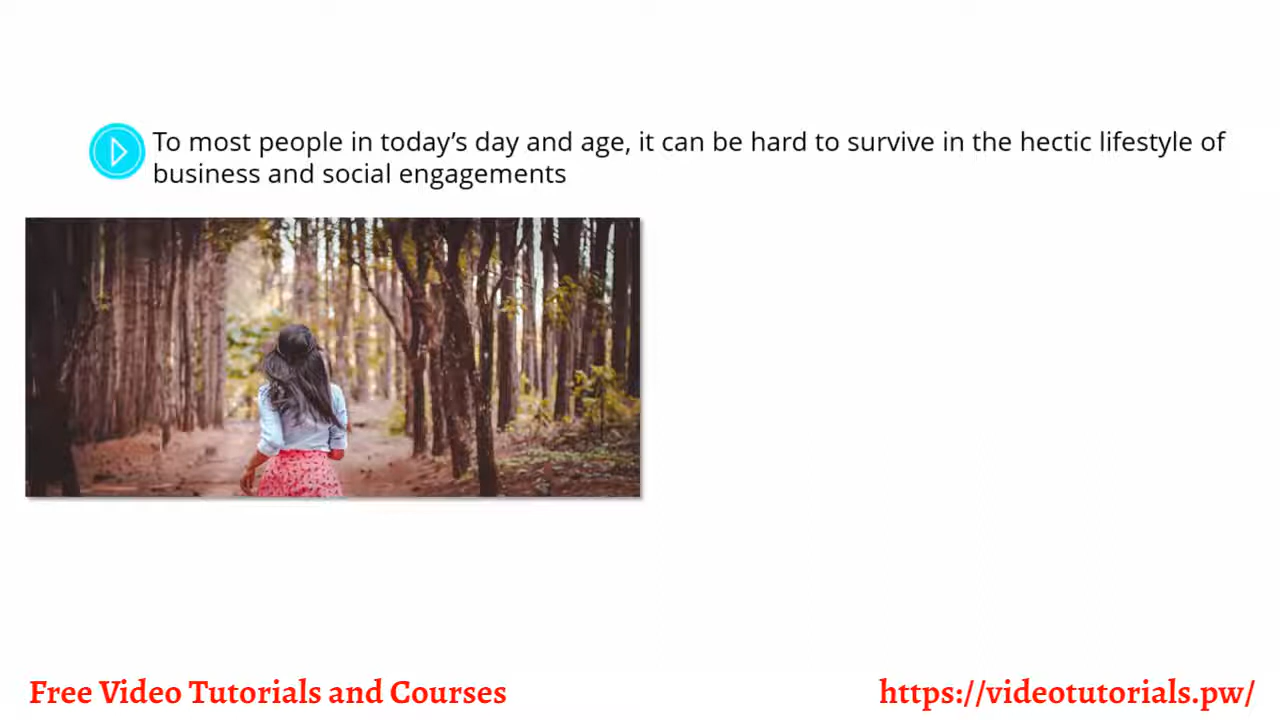 To most people in today’s day and age, it can be hard to survive in the hectic lifestyle of
business and social engagements
Free Video Tutorials and Courses
https://videotutorials.pw/